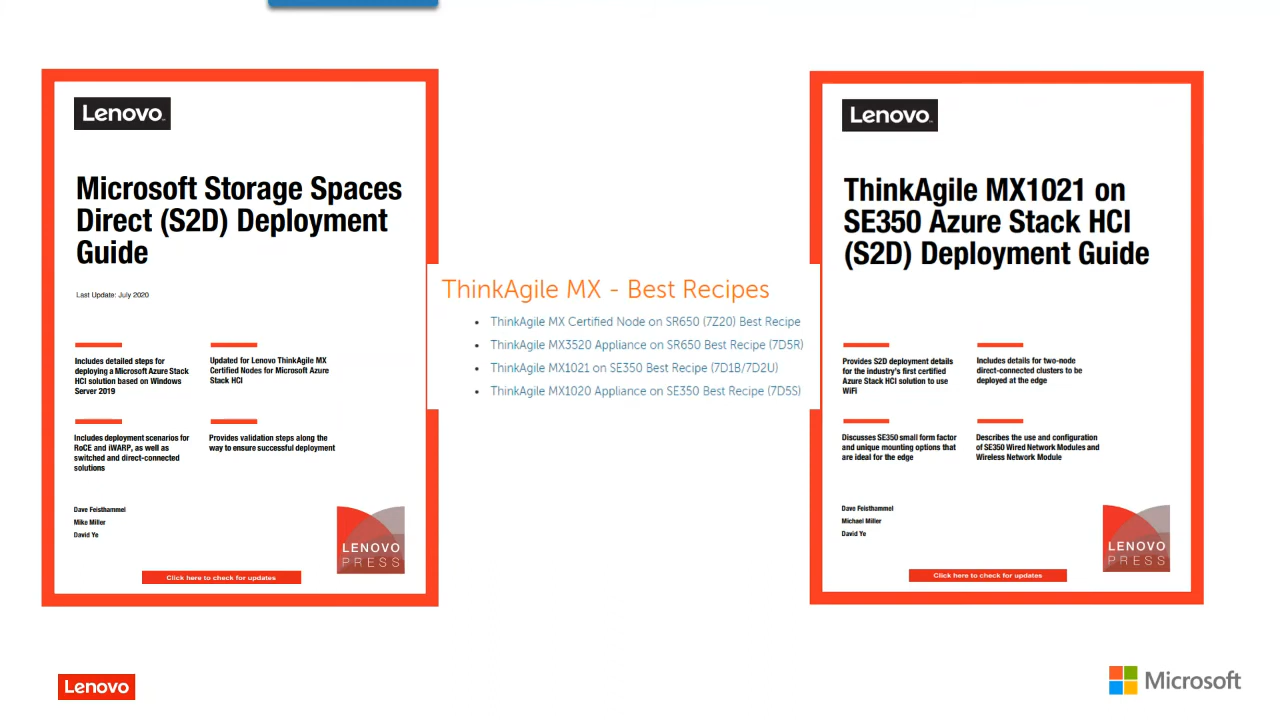 Lenovo
Microsoft Storage Spaces
Direct (S2D) Deployment
Guide
Last Update: July 2020
Includes detailed steps for
deploying a Microsoft Azure Stack
HCI solution based on Windows
Server 2019
Updated for Lenovo ThinkAgile MX
Certified Nodes for Microsoft Azure
Stack HCI
Includes deployment scenarios for
RoCE and iWARP, as well as
switched and direct-connected
solutions
Provides validation steps along the
way to ensure successful deployment
Dave Feisthammel
Mike Miller
David Ye
LENOVO
PRESS
Click here to check for updates
ThinkAgile MX - Best Recipes
• ThinkAgile MX Certified Node on SR650 (7Z20) Best Recipe
• ThinkAgile MX3520 Appliance on SR650 Best Recipe (7D5R)
• ThinkAgile MX1021 on SE350 Best Recipe (7D1B/7D2U)
• ThinkAgile MX1020 Appliance on SE350 Best Recipe (7D5S)
Lenovo
ThinkAgile MX1021 on
SE350 Azure Stack HCI
(S2D) Deployment Guide
Provides S2D deployment details
for the industry's first certified
Azure Stack HCI solution to use
WiFi
Includes details for two-node
direct-connected clusters to be
deployed at the edge
Discusses SE350 small form factor
and unique mounting options that
are ideal for the edge
Describes the use and configuration
of SE350 Wired Network Modules and
Wireless Network Module
Dave Feisthammel
Michael Miller
David Ye
LENOVO
PRESS
Click here to check for updates
Lenovo
Microsoft